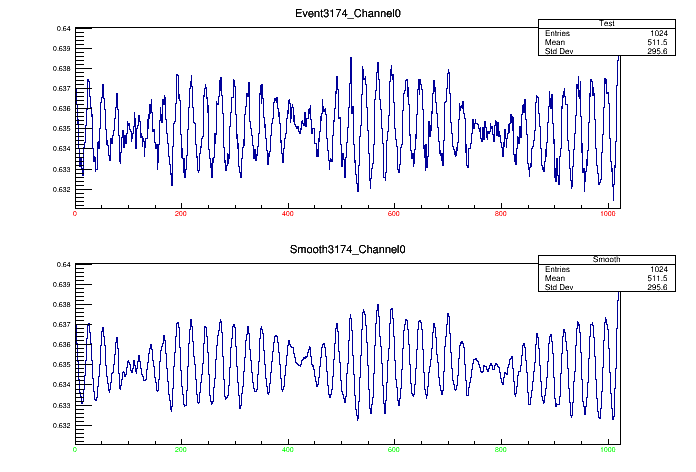 Event3174_Channel0
Test
Entries 1024
Mean 511.5
Std Dev 295.6
0.64
0.639
0.638
0.637
0.636
0.635
0.634
0.633
0.632
0 200 400 600 800 1000
Smooth3174_Channel0
Smooth
Entries 1024
Mean 511.5
Std Dev 295.6
0.64
0.639
0.638
0.637
0.636
0.635
0.634
0.633
0.632
0 200 400 600 800 1000